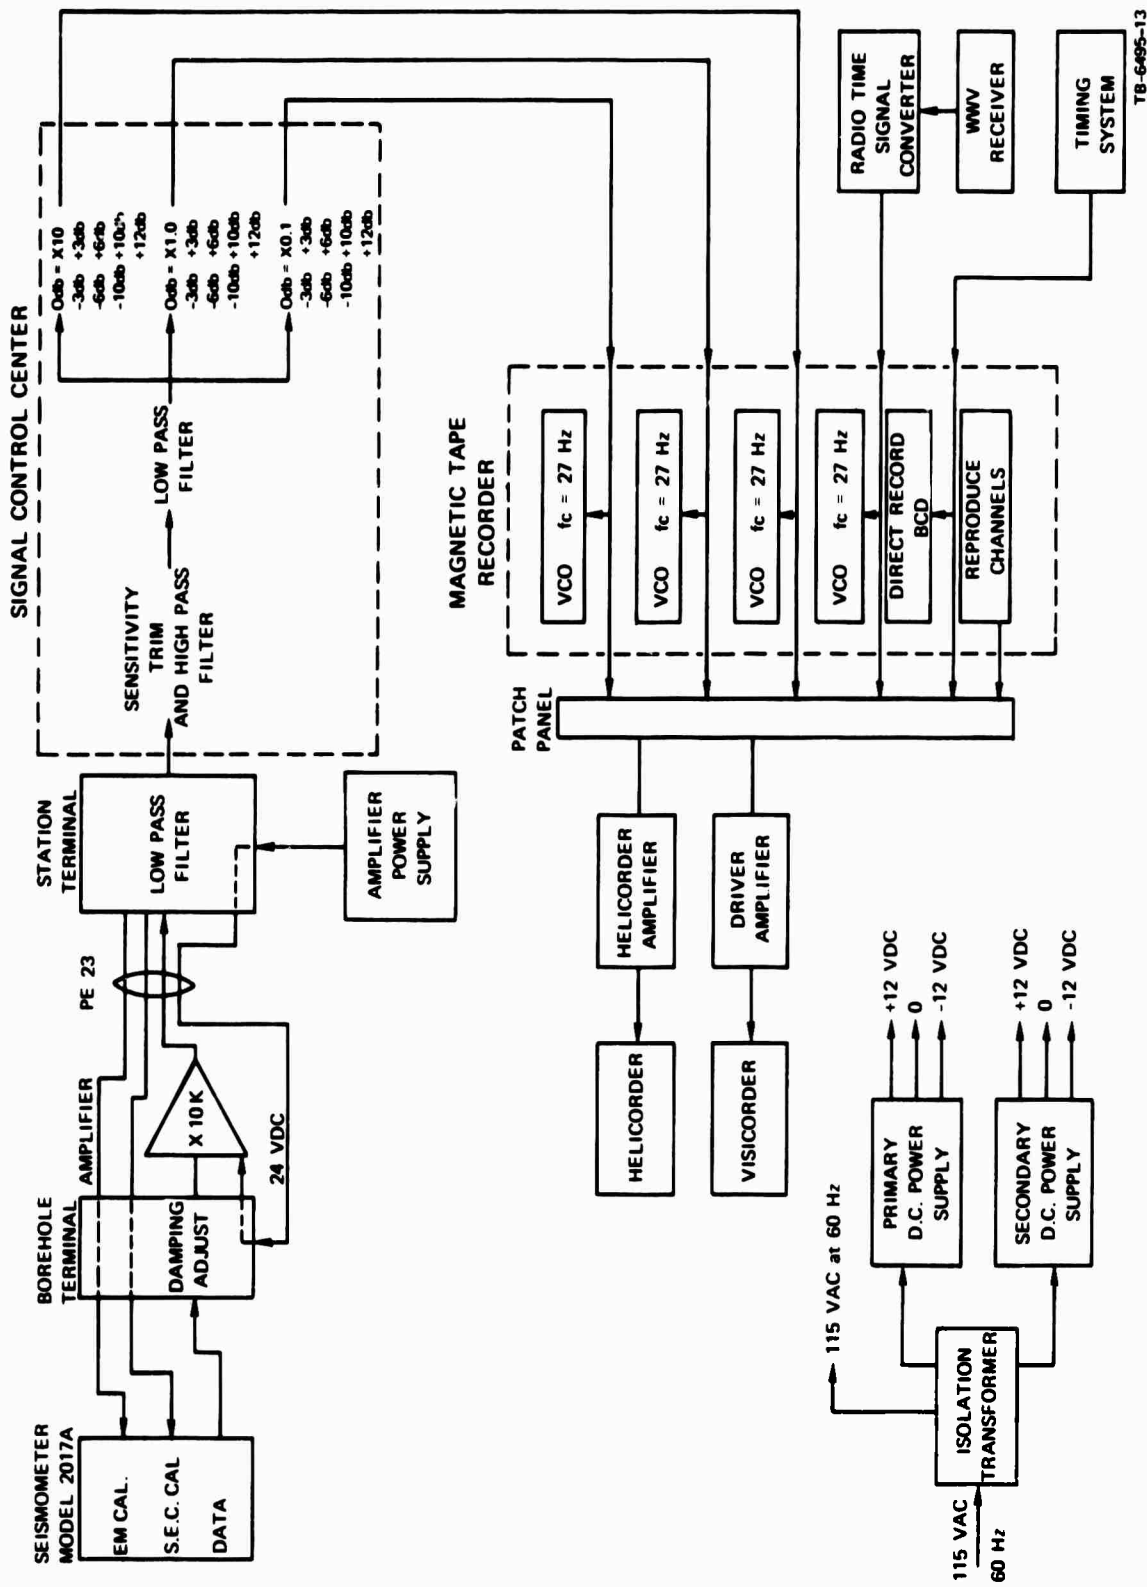 SEISMOMETER
MODEL 2017A
EM CAL.
S.E.C. CAL
DATA
BOREHOLE
TERMINAL
DAMPING
ADJUST
AMPLIFIER
X 10K
24 VDC
PE 23
STATION
TERMINAL
LOW PASS
FILTER
AMPLIFIER
POWER
SUPPLY
SIGNAL CONTROL CENTER
SENSITIVITY
TRIM
AND HIGH PASS
FILTER
LOW PASS
FILTER
0db = X10
-3db +3db
-6db +6db
-10db +10db
+12db
0db = X1.0
-3db +3db
-6db +6db
-10db +10db
+12db
0db = X0.1
-3db +3db
-6db +6db
-10db +10db
+12db
MAGNETIC TAPE
RECORDER
VCO fc = 27 Hz
VCO fc = 27 Hz
VCO fc = 27 Hz
VCO fc = 27 Hz
DIRECT RECORD
BCD
REPRODUCE
CHANNELS
RADIO TIME
SIGNAL
CONVERTER
WWV
RECEIVER
TIMING
SYSTEM
PATCH
PANEL
HELICORDER
AMPLIFIER
HELICORDER
DRIVER
AMPLIFIER
VISICORDER
115 VAC
60 Hz
ISOLATION
TRANSFORMER
115 VAC at 60 Hz
PRIMARY
D.C. POWER
SUPPLY
+12 VDC
0
-12 VDC
SECONDARY
D.C. POWER
SUPPLY
+12 VDC
0
-12 VDC
TB-6495-13